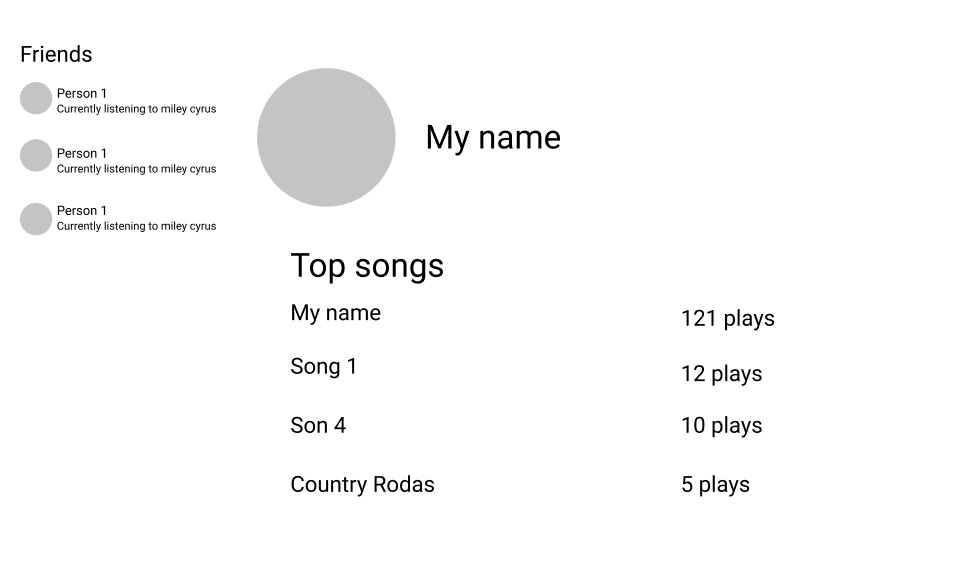 Friends
Person 1
Currently listening to miley cyrus
Person 1
Currently listening to miley cyrus
Person 1
Currently listening to miley cyrus
My name
Top songs
My name 121 plays
Song 1 12 plays
Son 4 10 plays
Country Rodas 5 plays